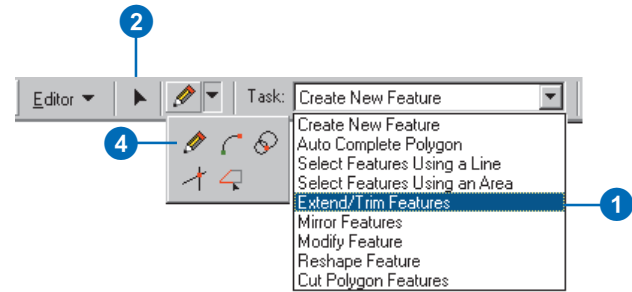 2
Editor Task: Create New Feature
4
Create New Feature
Auto Complete Polygon
Select Features Using a Line
Select Features Using an Area
Extend/Trim Features
1
Mirror Features
Modify Feature
Reshape Feature
Cut Polygon Features